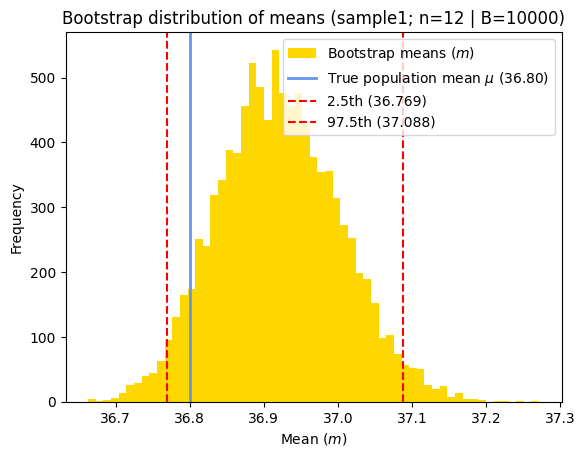 Bootstrap distribution of means (sample1; n=12 | B=10000)
Bootstrap means (m)
True population mean μ (36.80)
2.5th (36.769)
97.5th (37.088)
Frequency
500
400
300
200
100
0
36.7 36.8 36.9 37.0 37.1 37.2 37.3
Mean (m)